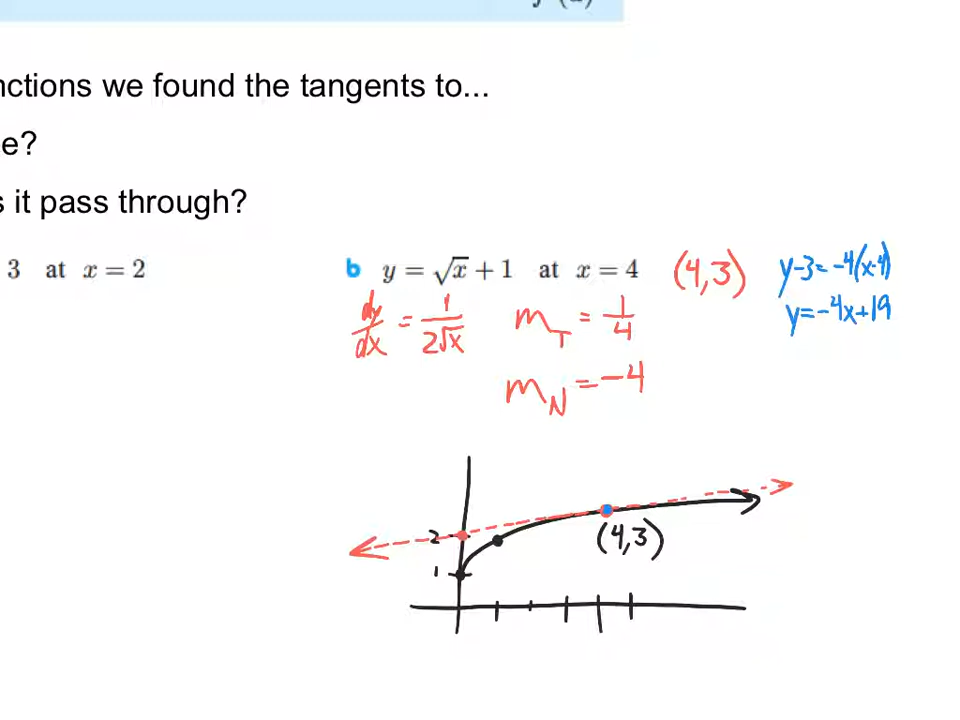 nctions we found the tangents to...
e?
s it pass through?
3 at x = 2
b y = √x + 1 at x = 4 (4,3) y-3=-4(x-4)
dy/dx = 1/2√x m_T = 1/4 y=-4x+19
m_N = -4
2
(4,3)
1